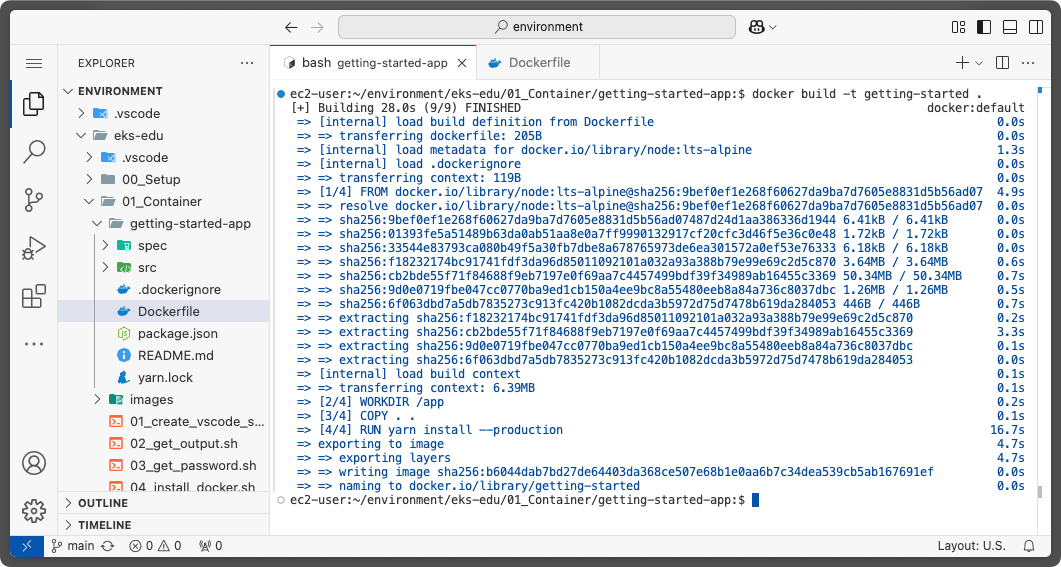 environment
EXPLORER
bash getting-started-app
Dockerfile
ENVIRONMENT
.vscode
eks-edu
.vscode
00_Setup
01_Container
getting-started-app
spec
src
.dockerignore
Dockerfile
package.json
README.md
yarn.lock
images
01_create_vscode_s...
02_get_output.sh
03_get_password.sh
04_install_docker.sh
OUTLINE
TIMELINE
ec2-user:~/environment/eks-edu/01_Container/getting-started-app:$ docker build -t getting-started .
[+] Building 28.0s (9/9) FINISHED docker:default
=> [internal] load build definition from Dockerfile 0.0s
=> => transferring dockerfile: 205B 0.0s
=> [internal] load metadata for docker.io/library/node:lts-alpine 1.3s
=> [internal] load .dockerignore 0.0s
=> => transferring context: 119B 0.0s
=> [1/4] FROM docker.io/library/node:lts-alpine@sha256:9bef0ef1e268f60627da9ba7d7605e8831d5b56ad07 4.9s
=> => resolve docker.io/library/node:lts-alpine@sha256:9bef0ef1e268f60627da9ba7d7605e8831d5b56ad07 0.0s
=> => sha256:9bef0ef1e268f60627da9ba7d7605e8831d5b56ad07487d24d1aa386336d1944 6.41kB / 6.41kB 0.0s
=> => sha256:01393fe5a51489b63da0ab51aa8e0a7ff9990132917cf20cfc3d46f5e36c0e48 1.72kB / 1.72kB 0.0s
=> => sha256:33544e83793ca080b49f5a30fb7dbe8a678765973de6ea301572a0ef53e76333 6.18kB / 6.18kB 0.0s
=> => sha256:f18232174bc91741fdf3da96d85011092101a032a93a388b79e99e69c2d5c870 3.64MB / 3.64MB 0.6s
=> => sha256:cb2bde55f71f84688f9eb7197e0f69aa7c4457499bdf39f34989ab16455c3369 50.34MB / 50.34MB 0.7s
=> => sha256:9d0e0719fbe047cc0770ba9ed1cb150a4ee9bc8a55480eeb8a84a736c8037dbc 1.26MB / 1.26MB 0.5s
=> => sha256:6f063dbd7a5db7835273c913fc420b1082dcda3b5972d75d7478b619da284053 446B / 446B 0.7s
=> => extracting sha256:f18232174bc91741fdf3da96d85011092101a032a93a388b79e99e69c2d5c870 0.2s
=> => extracting sha256:cb2bde55f71f84688f9eb7197e0f69aa7c4457499bdf39f34989ab16455c3369 3.3s
=> => extracting sha256:9d0e0719fbe047cc0770ba9ed1cb150a4ee9bc8a55480eeb8a84a736c8037dbc 0.1s
=> => extracting sha256:6f063dbd7a5db7835273c913fc420b1082dcda3b5972d75d7478b619da284053 0.0s
=> [internal] load build context 0.1s
=> => transferring context: 6.39MB 0.1s
=> [2/4] WORKDIR /app 0.2s
=> [3/4] COPY . . 0.1s
=> [4/4] RUN yarn install --production 16.7s
=> exporting to image 4.7s
=> => exporting layers 4.7s
=> => writing image sha256:b6044dab7bd27de64403da368ce507e68b1e0aa6b7c34dea539cb5ab167691ef 0.0s
=> => naming to docker.io/library/getting-started 0.0s
ec2-user:~/environment/eks-edu/01_Container/getting-started-app:$
main 0 0 0 Layout: U.S.